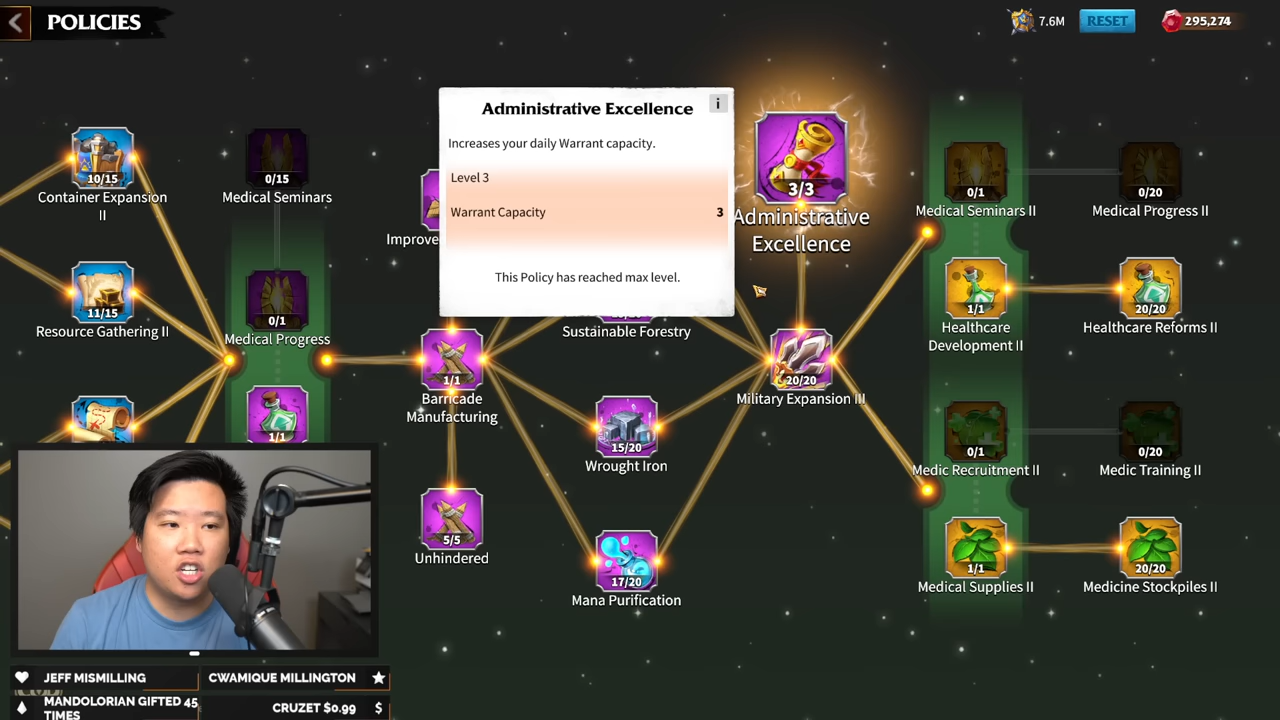 POLICIES
7.6M
RESET
295,274
Administrative Excellence
i
Increases your daily Warrant capacity.
Level 3
Warrant Capacity
3
This Policy has reached max level.
10/15
Container Expansion
II
0/15
Medical Seminars
3/3
Administrative
Excellence
0/1
Medical Seminars II
0/20
Medical Progress II
11/15
Resource Gathering II
0/1
Medical Progress
Sustainable Forestry
1/1
Healthcare
Development II
20/20
Healthcare Reforms II
1/1
1/1
Barricade
Manufacturing
15/20
Wrought Iron
20/20
Military Expansion III
0/1
Medic Recruitment II
0/20
Medic Training II
5/5
Unhindered
17/20
Mana Purification
1/1
Medical Supplies II
20/20
Medicine Stockpiles II
JEFF MISMILLING
CWAMIQUE MILLINGTON
MANDOLORIAN GIFTED 45
TIMES
CRUZET $0.99
$